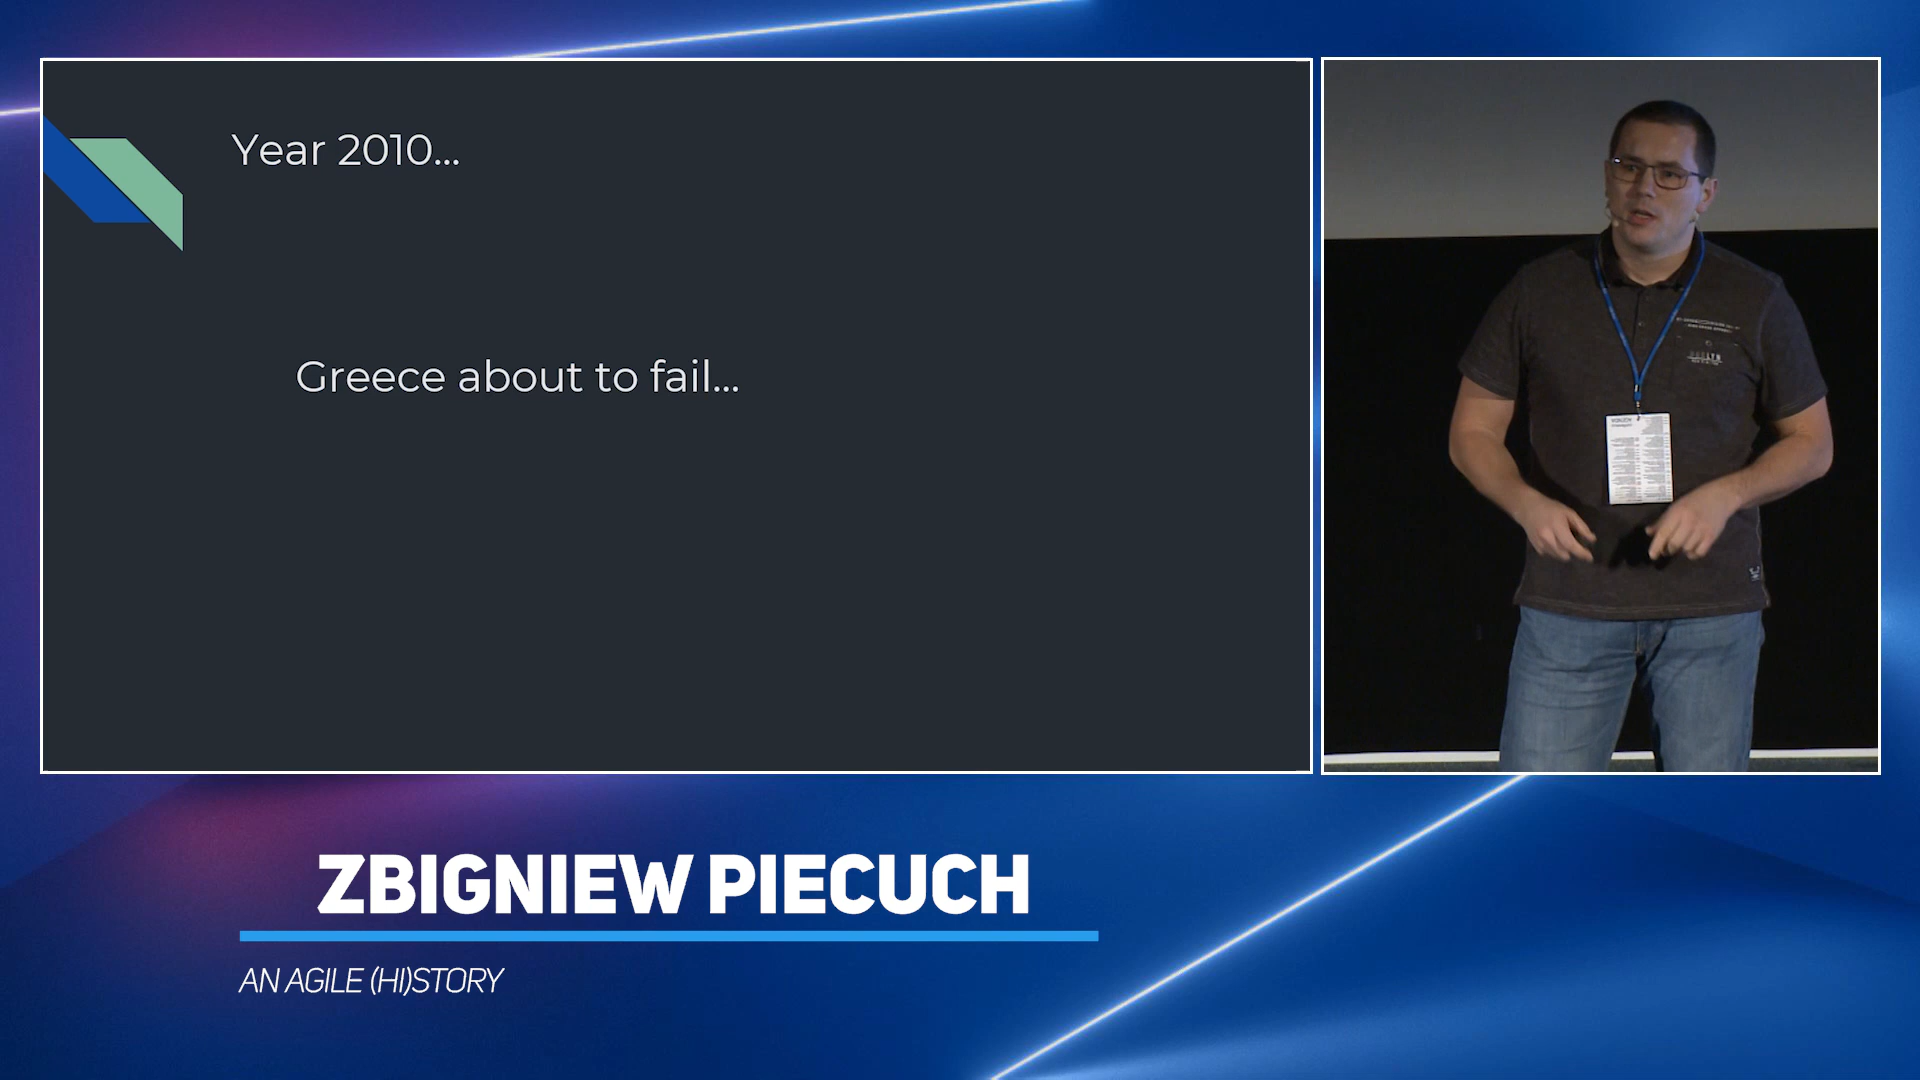 Year 2010...
Greece about to fail...
ZBIGNIEW PIECUCH
AN AGILE (HI)STORY